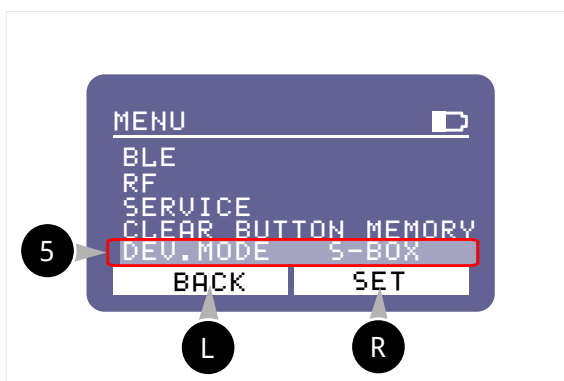 MENU
BLE
RF
SERVICE
CLEAR BUTTON MEMORY
5
DEV.MODE S-BOX
BACK SET
L R